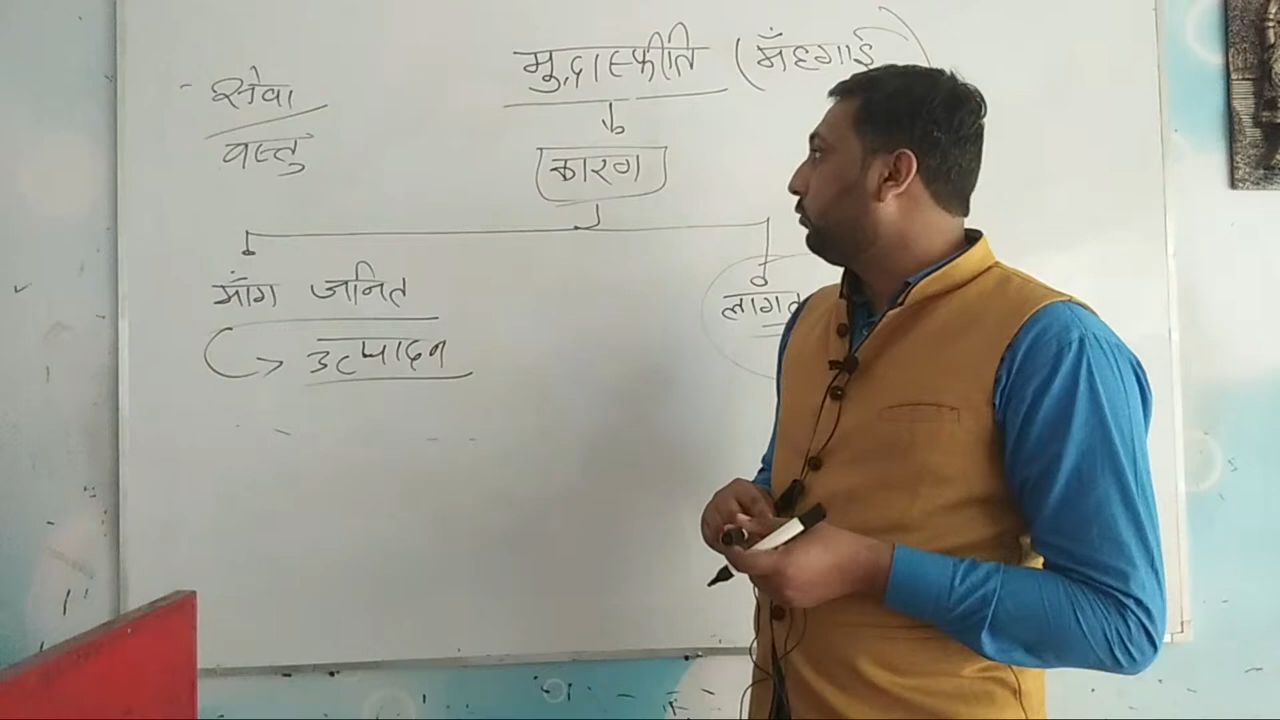 मुद्रास्फीति (मँहगाई)
सेवा
वस्तु
कारण
माँग जनित
लागत
उत्पादन